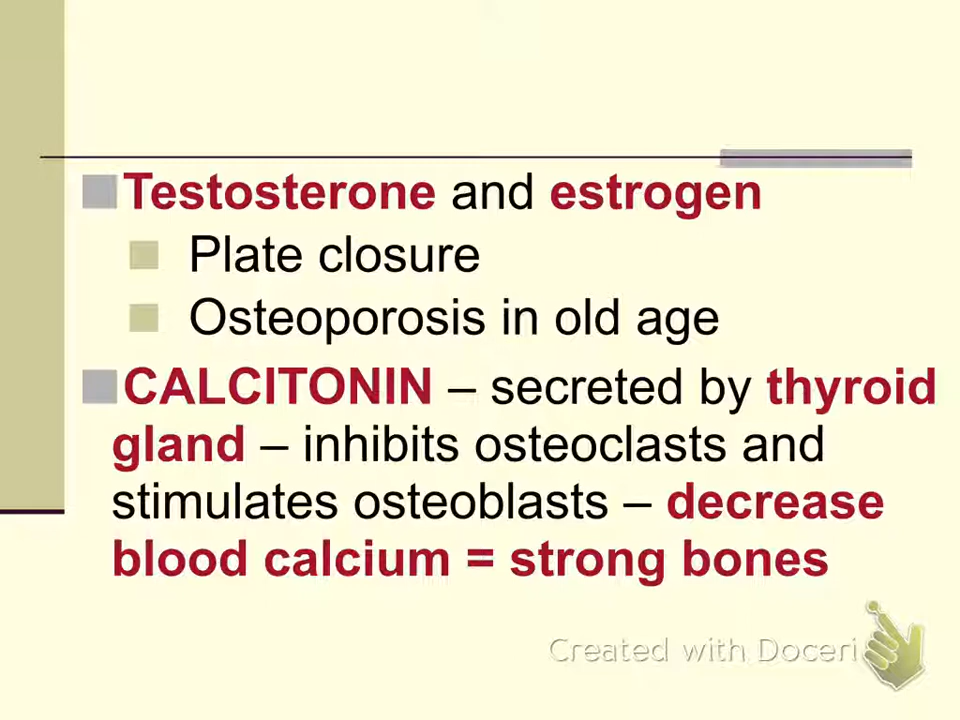 Testosterone and estrogen
Plate closure
Osteoporosis in old age
CALCITONIN – secreted by thyroid
gland – inhibits osteoclasts and
stimulates osteoblasts – decrease
blood calcium = strong bones
Created with Doceri